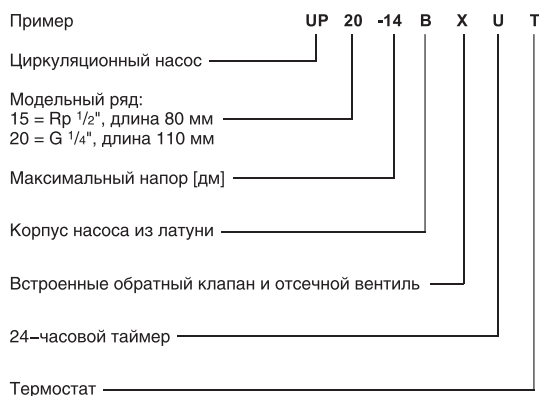 Пример UP 20 -14 B X U T
Циркуляционный насос
Модельный ряд:
15 = Rp 1/2", длина 80 мм
20 = G 1/4", длина 110 мм
Максимальный напор [дм]
Корпус насоса из латуни
Встроенные обратный клапан и отсечной вентиль
24–часовой таймер
Термостат